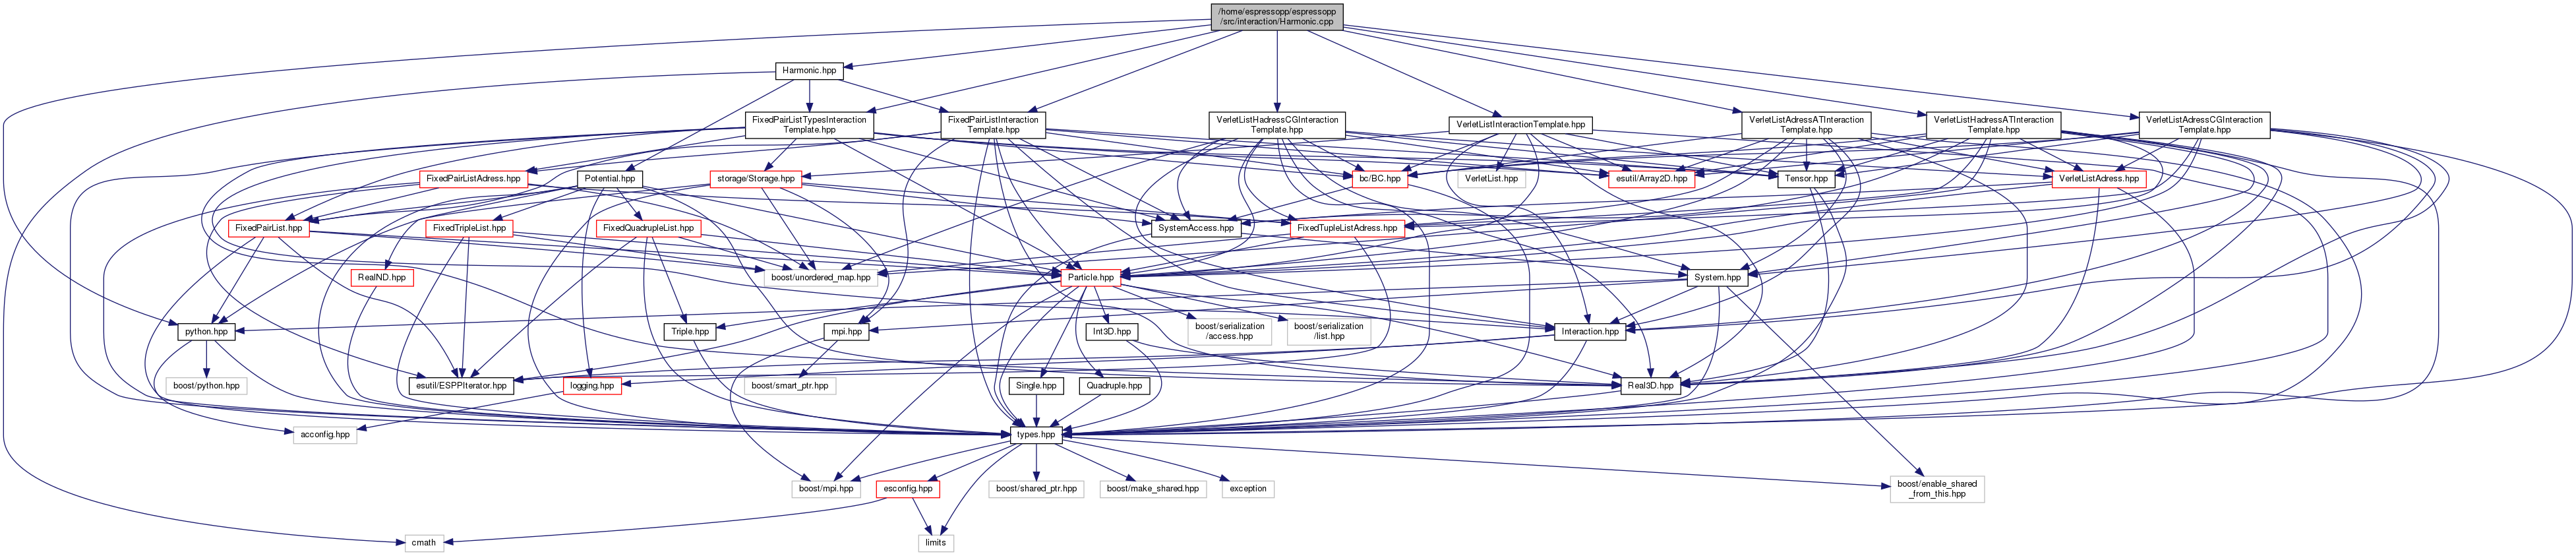 /home/espressopp/espressopp
/src/interaction/Harmonic.cpp
Harmonic.hpp
FixedPairListTypesInteraction
Template.hpp
FixedPairListInteraction
Template.hpp
VerletListHadressCGInteraction
Template.hpp
VerletListInteractionTemplate.hpp
VerletListAdressATInteraction
Template.hpp
VerletListHadressATInteraction
Template.hpp
VerletListAdressCGInteraction
Template.hpp
FixedPairListAdress.hpp
Potential.hpp
storage/Storage.hpp
bc/BC.hpp
VerletList.hpp
esutil/Array2D.hpp
Tensor.hpp
VerletListAdress.hpp
FixedPairList.hpp
FixedTripleList.hpp
FixedQuadrupleList.hpp
SystemAccess.hpp
FixedTupleListAdress.hpp
RealND.hpp
boost/unordered_map.hpp
Particle.hpp
System.hpp
python.hpp
Triple.hpp
mpi.hpp
Int3D.hpp
boost/serialization
/access.hpp
boost/serialization
/list.hpp
Interaction.hpp
boost/python.hpp
esutil/ESPPIterator.hpp
logging.hpp
boost/smart_ptr.hpp
Single.hpp
Quadruple.hpp
Real3D.hpp
acconfig.hpp
types.hpp
boost/mpi.hpp
esconfig.hpp
boost/shared_ptr.hpp
boost/make_shared.hpp
exception
boost/enable_shared
_from_this.hpp
cmath
limits